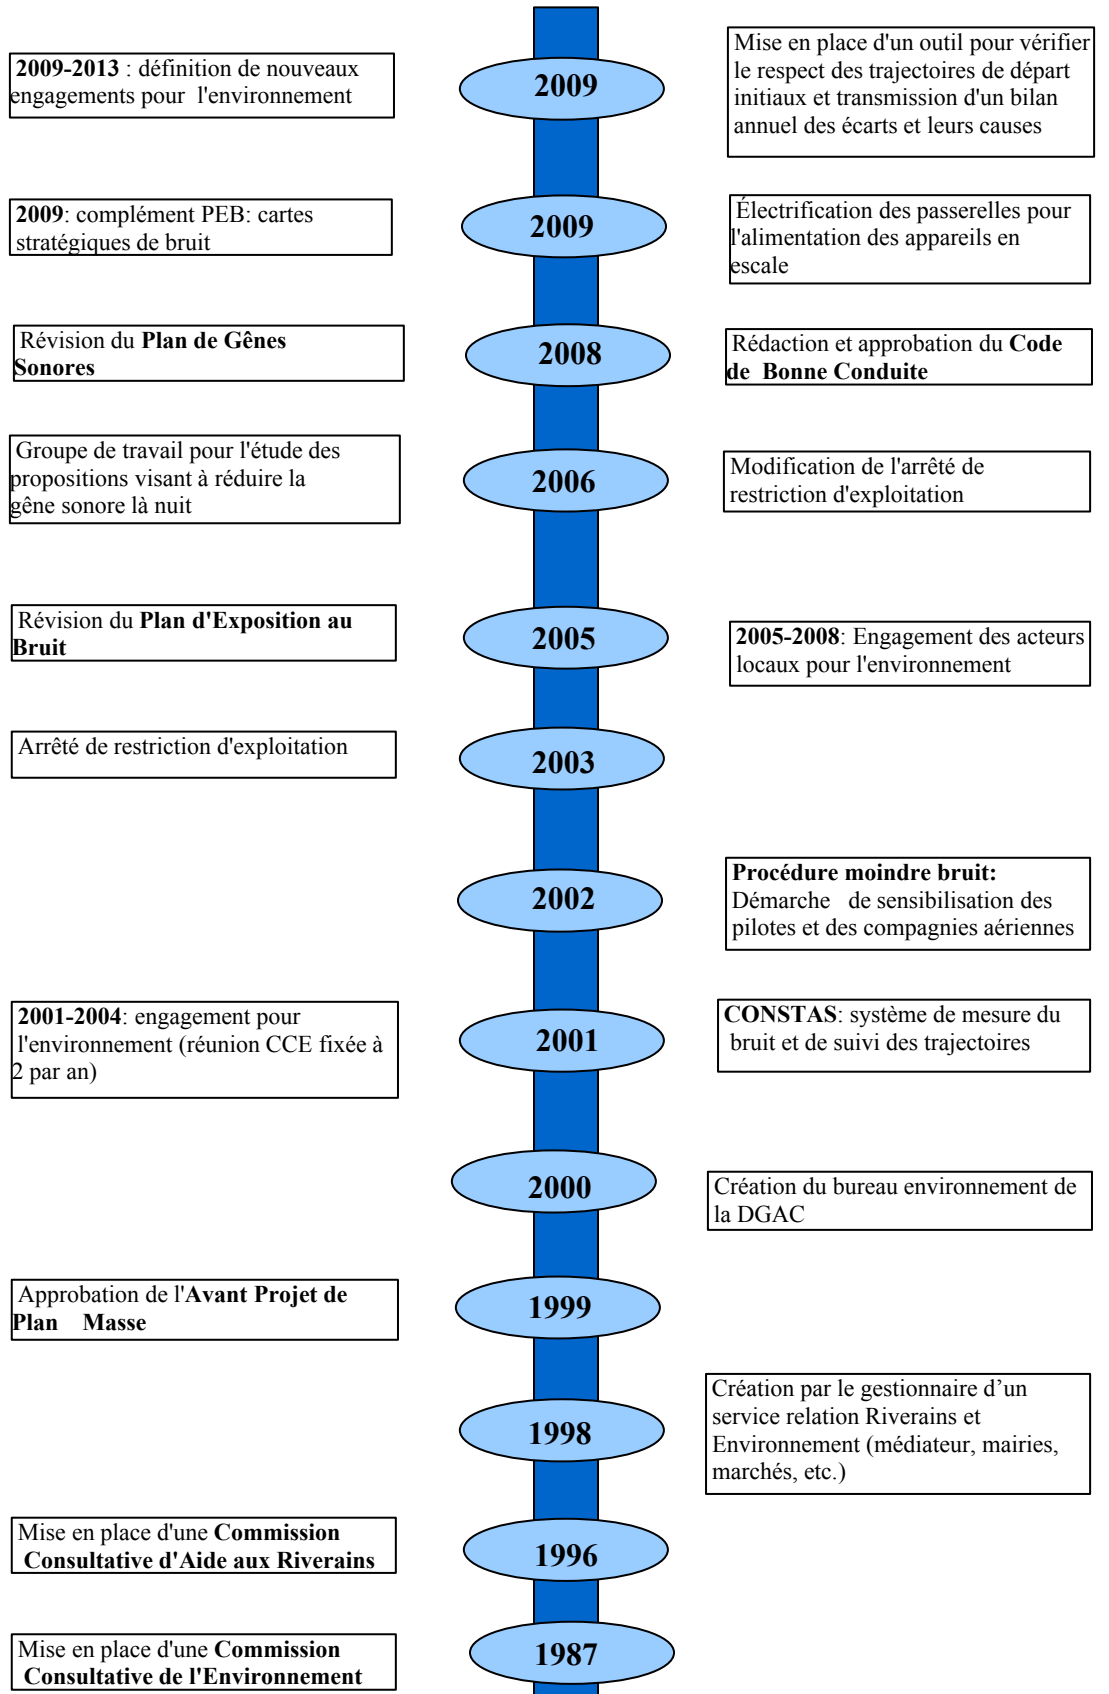 2009-2013 : définition de nouveaux
engagements pour l'environnement
2009
Mise en place d'un outil pour vérifier
le respect des trajectoires de départ
initiaux et transmission d'un bilan
annuel des écarts et leurs causes
2009: complément PEB: cartes
stratégiques de bruit
2009
Électrification des passerelles pour
l'alimentation des appareils en
escale
Révision du Plan de Gênes
Sonores
2008
Rédaction et approbation du Code
de Bonne Conduite
Groupe de travail pour l'étude des
propositions visant à réduire la
gêne sonore là nuit
2006
Modification de l'arrêté de
restriction d'exploitation
Révision du Plan d'Exposition au
Bruit
2005
2005-2008: Engagement des acteurs
locaux pour l'environnement
Arrêté de restriction d'exploitation
2003
2002
Procédure moindre bruit:
Démarche de sensibilisation des
pilotes et des compagnies aériennes
2001-2004: engagement pour
l'environnement (réunion CCE fixée à
2 par an)
2001
CONSTAS: système de mesure du
bruit et de suivi des trajectoires
2000
Création du bureau environnement de
la DGAC
Approbation de l'Avant Projet de
Plan Masse
1999
1998
Création par le gestionnaire d’un
service relation Riverains et
Environnement (médiateur, mairies,
marchés, etc.)
Mise en place d'une Commission
Consultative d'Aide aux Riverains
1996
Mise en place d'une Commission
Consultative de l'Environnement
1987